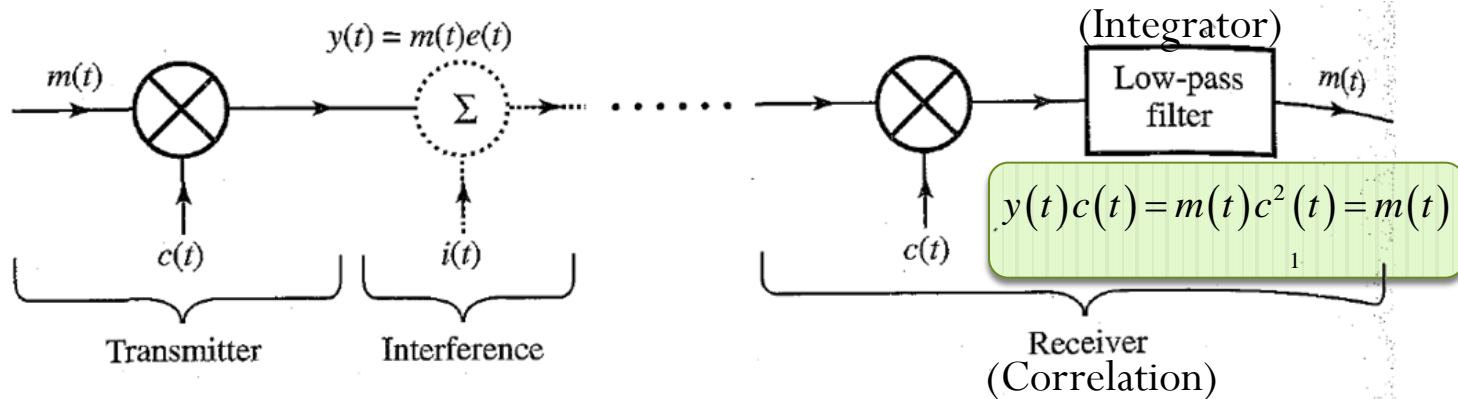 (Integrator)
y(t) = m(t)e(t)
m(t)
Σ
Low-pass
filter
m(t)
c(t)
i(t)
c(t)
y(t)c(t) = m(t)c²(t) = m(t)
1
Transmitter
Interference
Receiver
(Correlation)